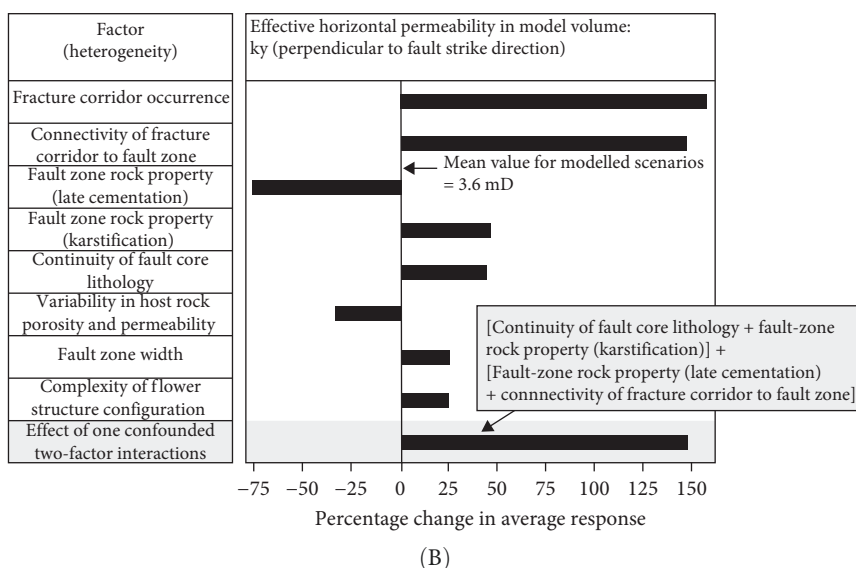 Factor
(heterogeneity)
Effective horizontal permeability in model volume:
ky (perpendicular to fault strike direction)
Fracture corridor occurrence
Connectivity of fracture
corridor to fault zone
Mean value for modelled scenarios
= 3.6 mD
Fault zone rock property
(late cementation)
Fault zone rock property
(karstification)
Continuity of fault core
lithology
Variability in host rock
porosity and permeability
[Continuity of fault core lithology + fault-zone
rock property (karstification)] +
[Fault-zone rock property (late cementation)
+ connnectivity of fracture corridor to fault zone]
Fault zone width
Complexity of flower
structure configuration
Effect of one confounded
two-factor interactions
−75 −50 −25 0 25 50 75 100 125 150
Percentage change in average response
(B)